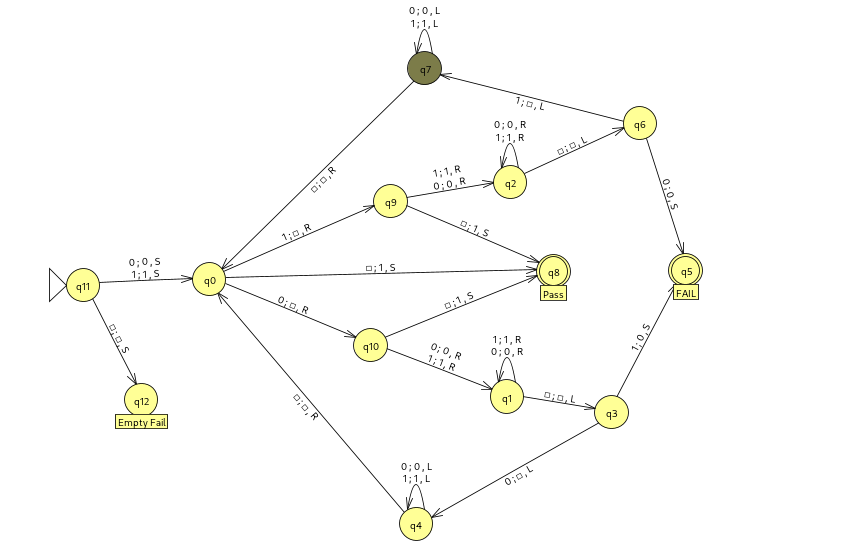 0 ; 0 , L
1 ; 1 , L
q7
1 ; □ , L
q6
0 ; 0 , R
1 ; 1 , R
□ ; □ , L
q2
□ ; □ , R
1 ; 1 , R
0 ; 0 , R
q9
0 ; 0 , S
1 ; □ , R
□ ; 1 , S
0 ; 0 , S
1 ; 1 , S
q11
q0
□ ; 1 , S
q8
Pass
q5
FAIL
□ ; □ , S
0 ; □ , R
□ ; 1 , S
q10
0 ; 0 , R
1 ; 1 , R
1 ; 1 , R
0 ; 0 , R
1 ; 0 , S
q12
Empty Fail
q1
□ ; □ , L
q3
□ ; □ , R
0 ; □ , L
0 ; 0 , L
1 ; 1 , L
q4